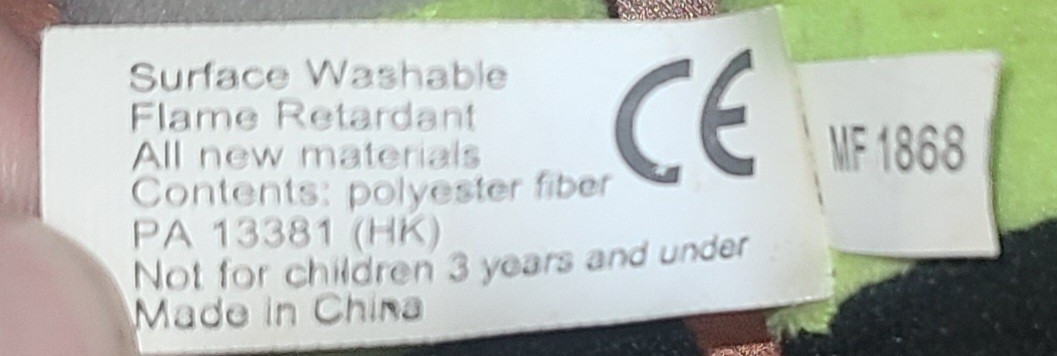 Surface Washable
Flame Retardant
All new materials
Contents: polyester fiber
PA 13381 (HK)
Not for children 3 years and under
Made in China
CE
MF 1868